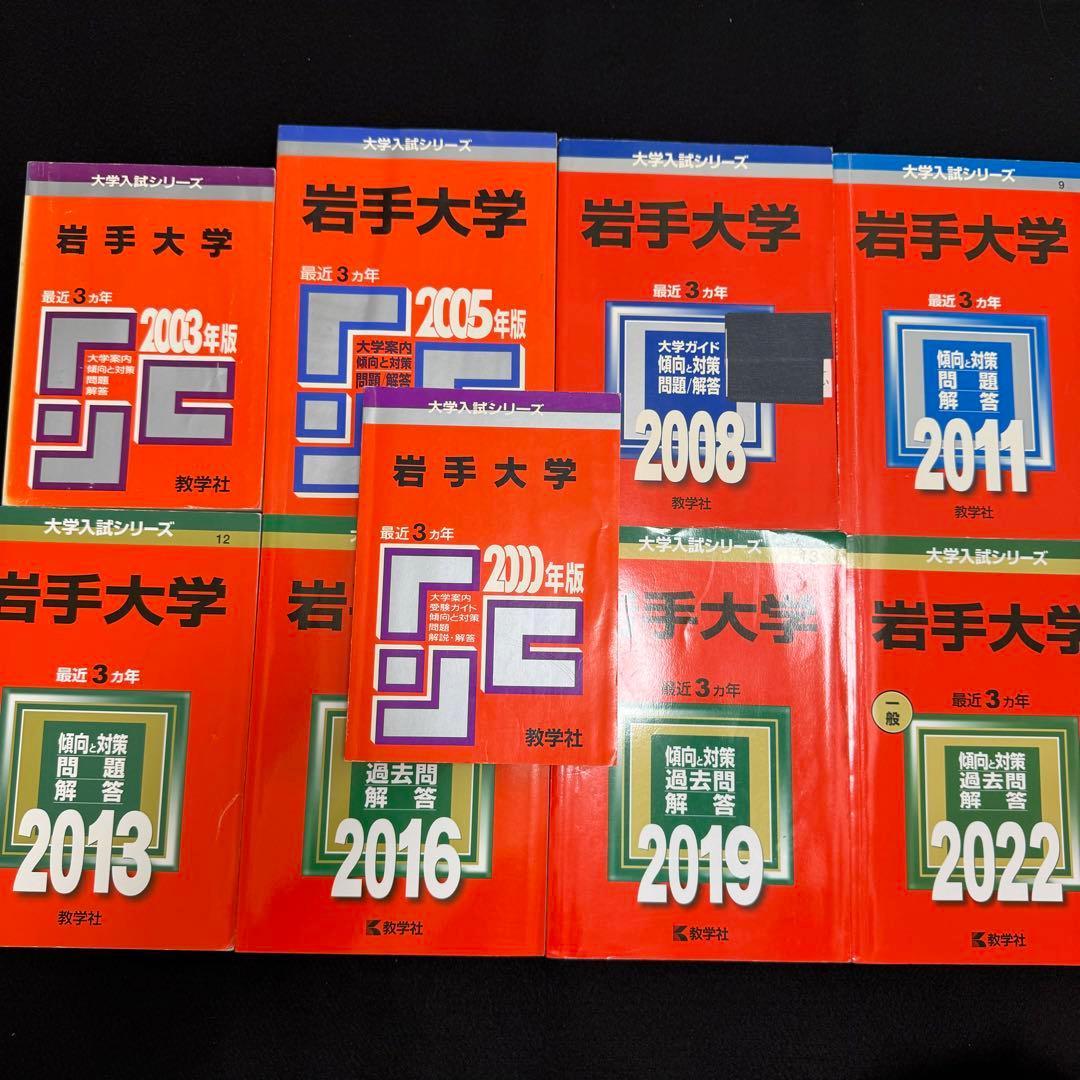 大学入試シリーズ
岩手大学
最近3ヵ年
2003年版
大学案内
傾向と対策
問題
解答
教学社
大学入試シリーズ
岩手大学
最近3ヵ年
2005年版
大学案内
傾向と対策
問題/解答
大学入試シリーズ
岩手大学
最近3ヵ年
大学ガイド
傾向と対策
問題/解答
2008
教学社
大学入試シリーズ
9
岩手大学
最近3ヵ年
傾向と対策
問題
解答
2011
教学社
大学入試シリーズ
岩手大学
最近3ヵ年
2000年版
大学案内
受験ガイド
傾向と対策
問題
解説・解答
教学社
大学入試シリーズ
12
岩手大学
最近3ヵ年
傾向と対策
問題
解答
2013
教学社
岩
過去問
解答
2016
教学社
大学入試シリーズ
13
手大学
最近3ヵ年
傾向と対策
過去問
解答
2019
教学社
大学入試シリーズ
岩手大学
一般
最近3ヵ年
傾向と対策
過去問
解答
2022
教学社